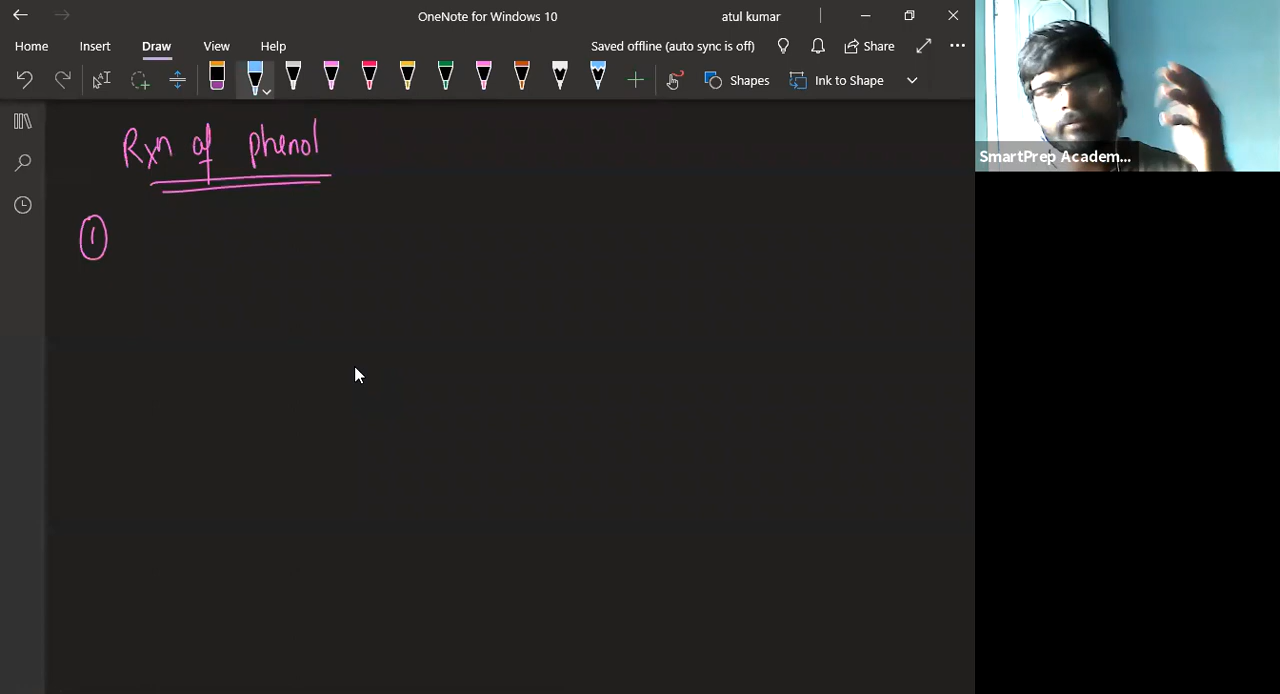 OneNote for Windows 10
atul kumar
Home Insert Draw View Help
Saved offline (auto sync is off)
Share
Shapes
Ink to Shape
SmartPrep Academ...
Rxn of phenol
1